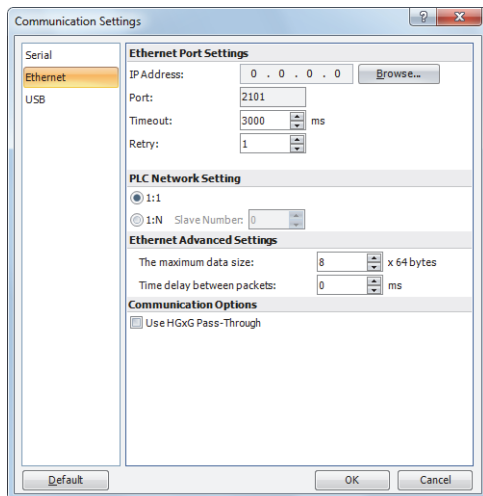 Communication Settings
Serial
Ethernet
USB
Ethernet Port Settings
IP Address: 0 . 0 . 0 . 0 Browse...
Port: 2101
Timeout: 3000 ms
Retry: 1
PLC Network Setting
1:1
1:N Slave Number: 0
Ethernet Advanced Settings
The maximum data size: 8 x 64 bytes
Time delay between packets: 0 ms
Communication Options
Use HGxG Pass-Through
Default OK Cancel